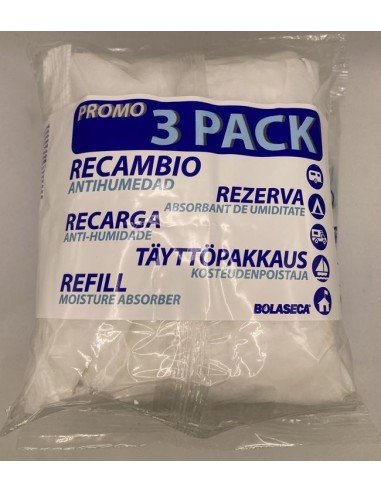 PROMO
3 PACK
RECAMBIO
ANTIHUMEDAD
REZERVA
ABSORBANT DE UMIDITATE
RECARGA
ANTI-HUMIDADE
TÄYTTÖPAKKAUS
KOSTEUDENPOISTAJA
REFILL
MOISTURE ABSORBER
BOLASECA®